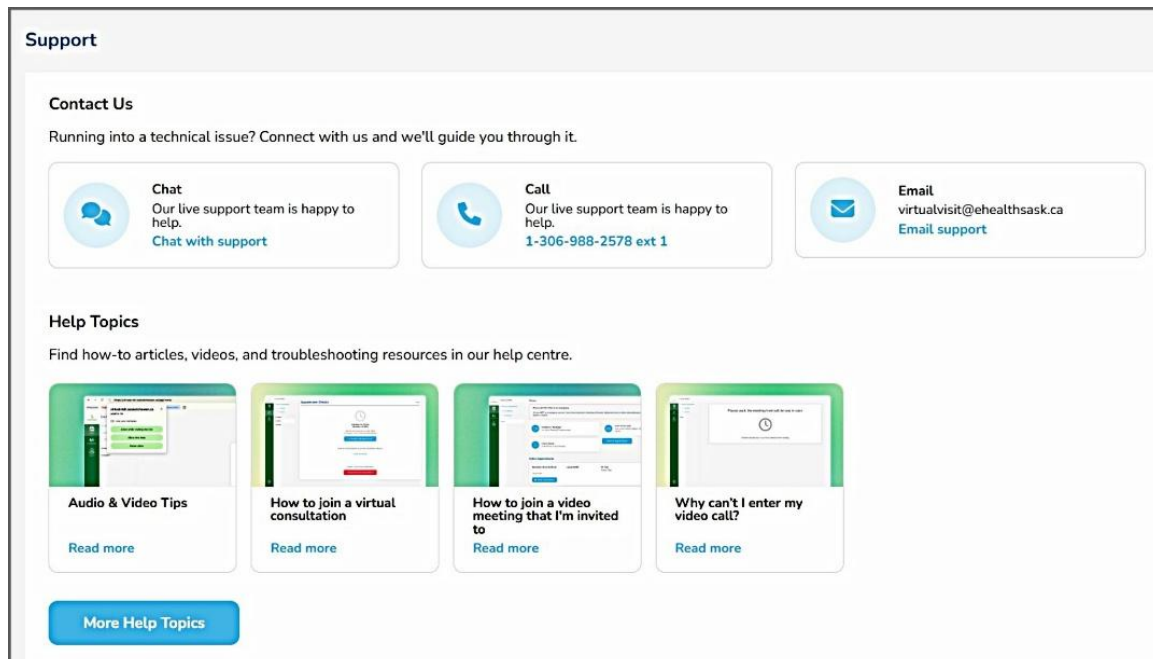 Support
Contact Us
Running into a technical issue? Connect with us and we'll guide you through it.
Chat
Our live support team is happy to
help.
Chat with support
Call
Our live support team is happy to
help.
1-306-988-2578 ext 1
Email
virtualvisit@ehealthsask.ca
Email support
Help Topics
Find how-to articles, videos, and troubleshooting resources in our help centre.
Audio & Video Tips
Read more
How to join a virtual
consultation
Read more
How to join a video
meeting that I'm invited
to
Read more
Why can't I enter my
video call?
Read more
More Help Topics